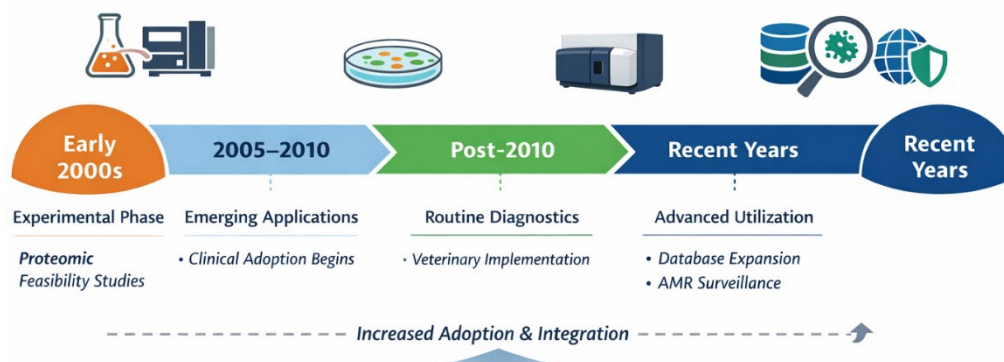 Early
2000s
2005–2010
Post-2010
Recent Years
Recent
Years
Experimental Phase
Emerging Applications
Routine Diagnostics
Advanced Utilization
Proteomic
Feasibility Studies
• Clinical Adoption Begins
• Veterinary Implementation
• Database Expansion
• AMR Surveillance
Increased Adoption & Integration